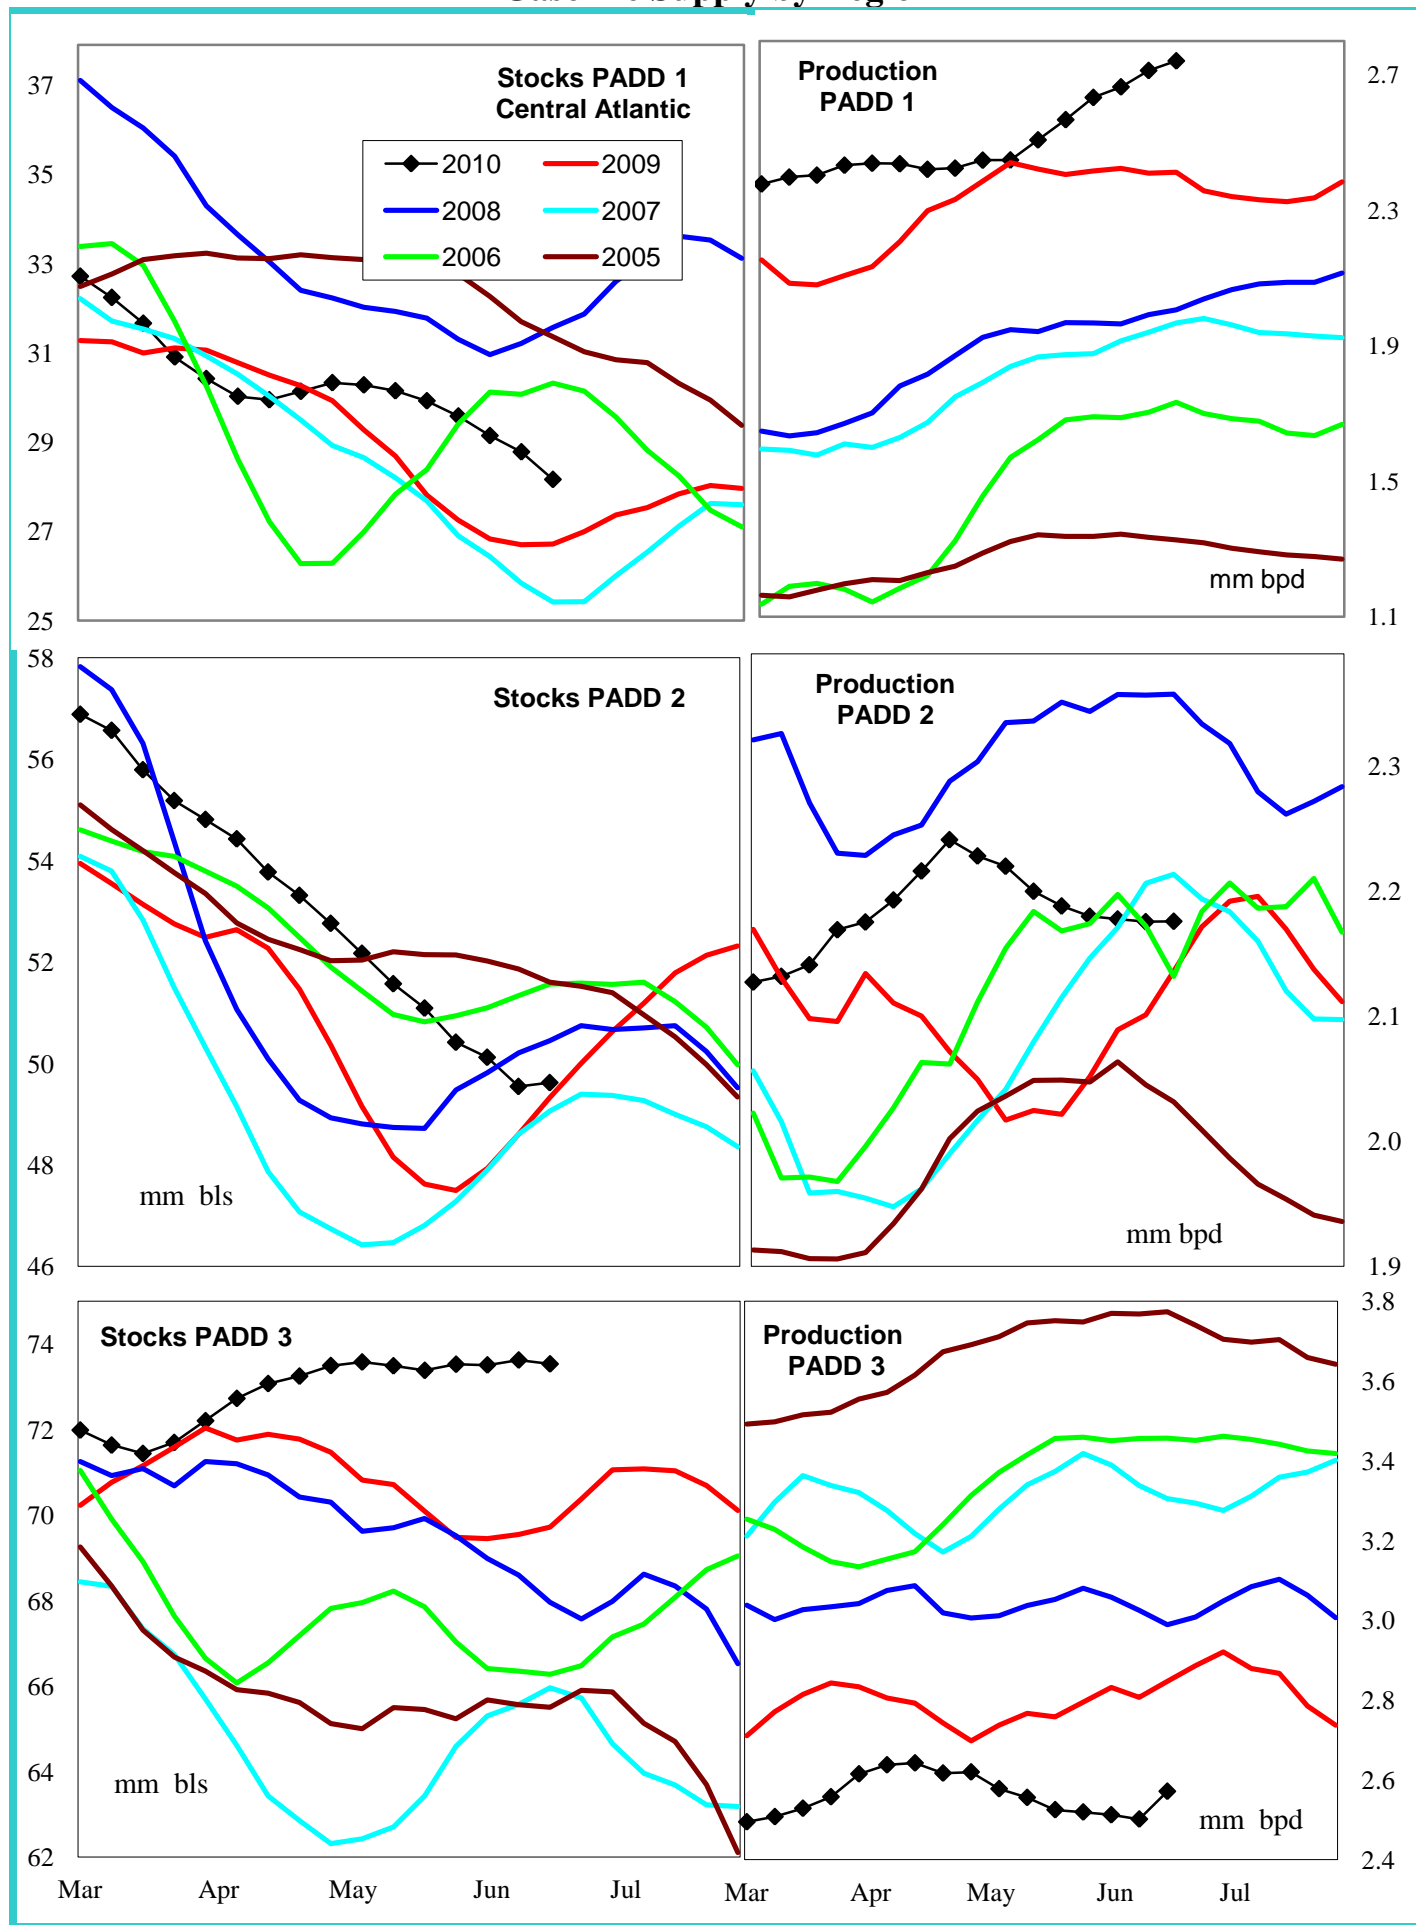 Stocks PADD 1
Central Atlantic
2010 2009
2008 2007
2006 2005
37
35
33
31
29
27
25
Production
PADD 1
mm bpd
2.7
2.3
1.9
1.5
1.1
Stocks PADD 2
mm bls
58
56
54
52
50
48
46
Production
PADD 2
mm bpd
2.3
2.2
2.1
2.0
1.9
Stocks PADD 3
mm bls
74
72
70
68
66
64
62
Mar Apr May Jun Jul
Production
PADD 3
mm bpd
3.8
3.6
3.4
3.2
3.0
2.8
2.6
2.4
Mar Apr May Jun Jul